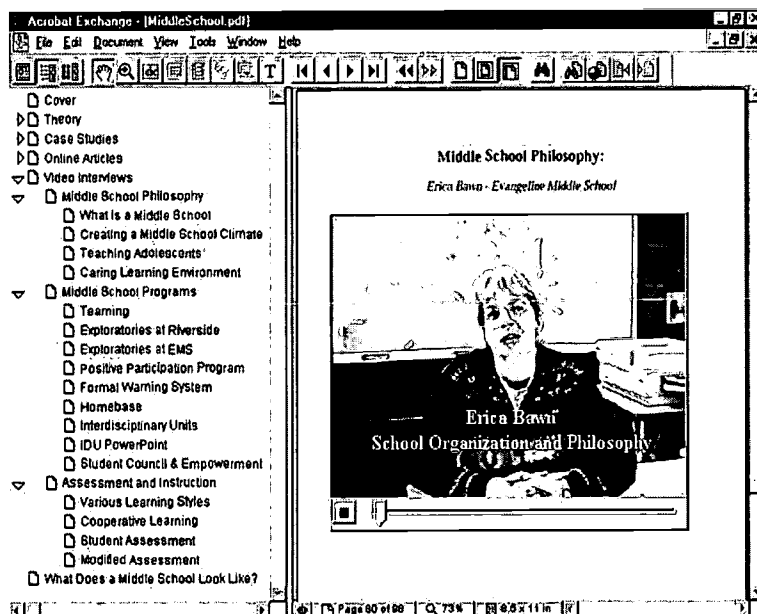 Acrobat Exchange - [MiddleSchool.pdf]
File Edit Document View Tools Window Help
Cover
Theory
Case Studies
Online Articles
Video Interviews
Middle School Philosophy
What is a Middle School
Creating a Middle School Climate
Teaching Adolescents
Caring Learning Environment
Middle School Programs
Teaming
Exploratories at Riverside
Exploratories at EMS
Positive Participation Program
Formal Warning System
Homebase
Interdisciplinary Units
IDU PowerPoint
Student Council & Empowerment
Assessment and Instruction
Various Learning Styles
Cooperative Learning
Student Assessment
Modified Assessment
What Does a Middle School Look Like?
Middle School Philosophy:
Erica Bawn - Evangeline Middle School
Erica Bawn
School Organization and Philosophy
Page 80 of 98 73% 8.5 x 11 in